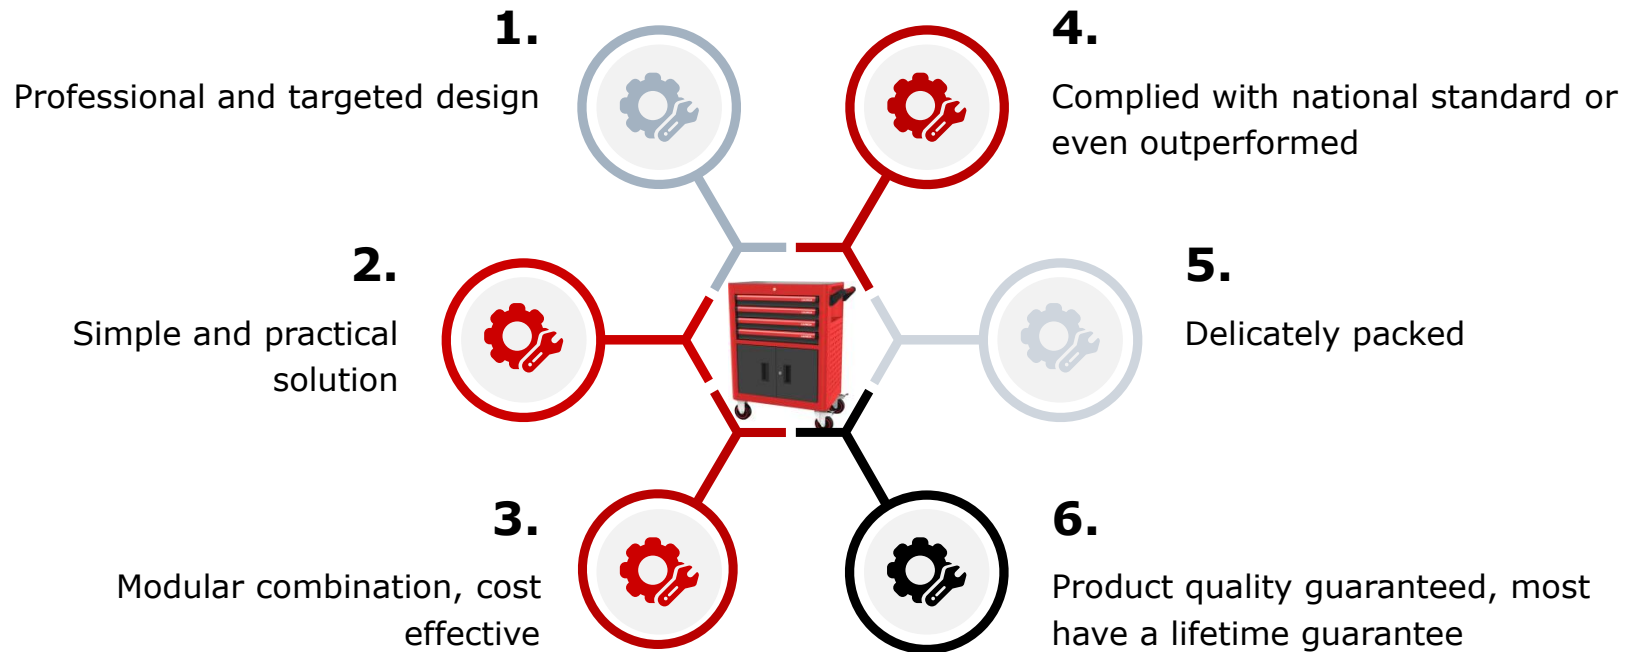 1.
Professional and targeted design
2.
Simple and practical
solution
3.
Modular combination, cost
effective
4.
Complied with national standard or
even outperformed
5.
Delicately packed
6.
Product quality guaranteed, most
have a lifetime guarantee